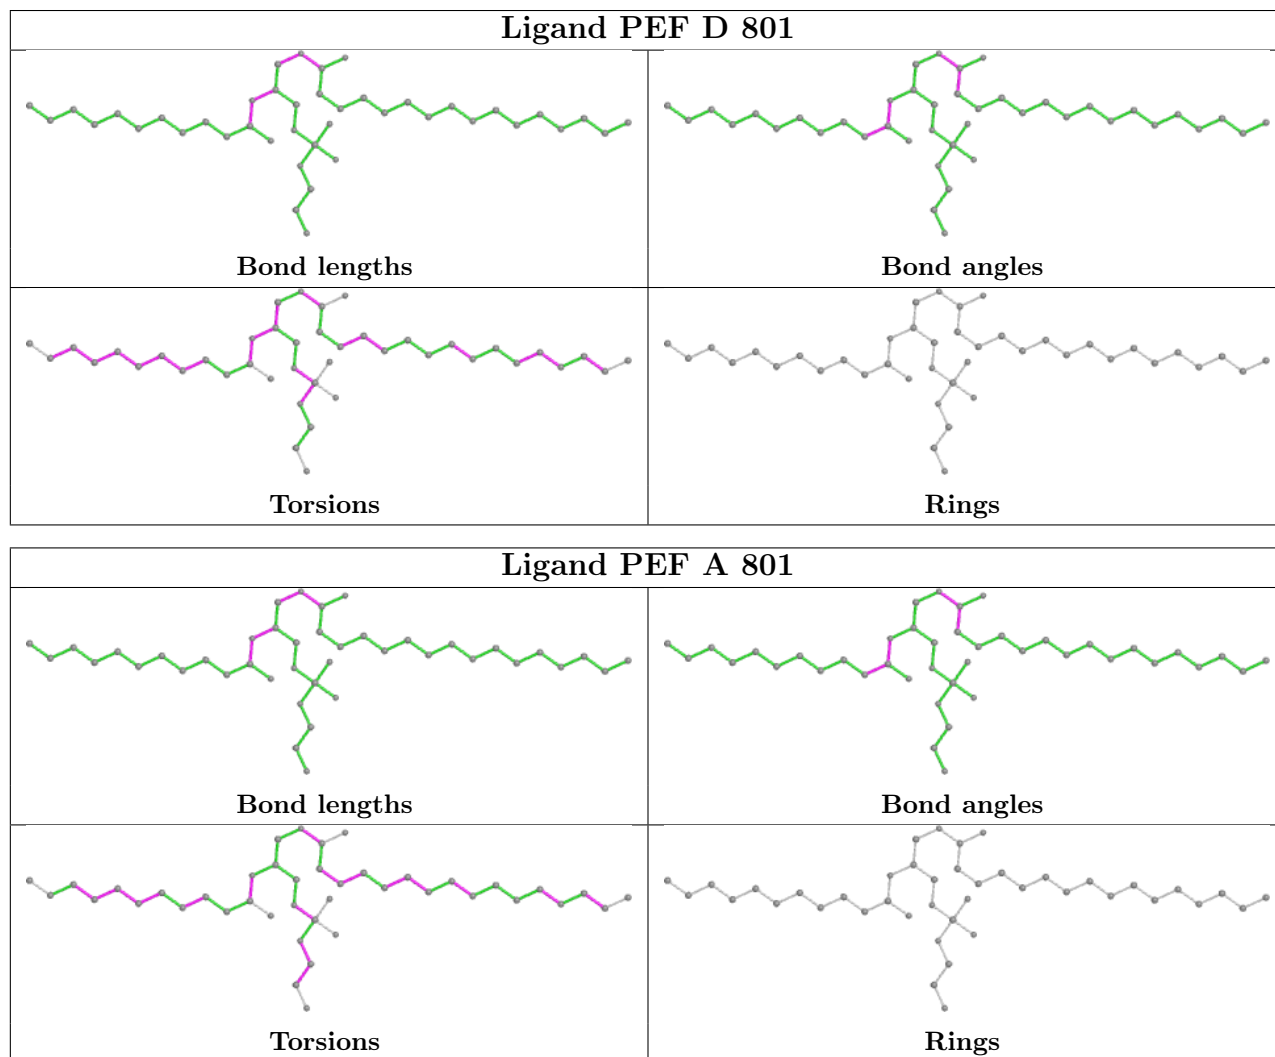 Ligand PEF D 801
Bond lengths
Bond angles
Torsions
Rings
Ligand PEF A 801
Bond lengths
Bond angles
Torsions
Rings